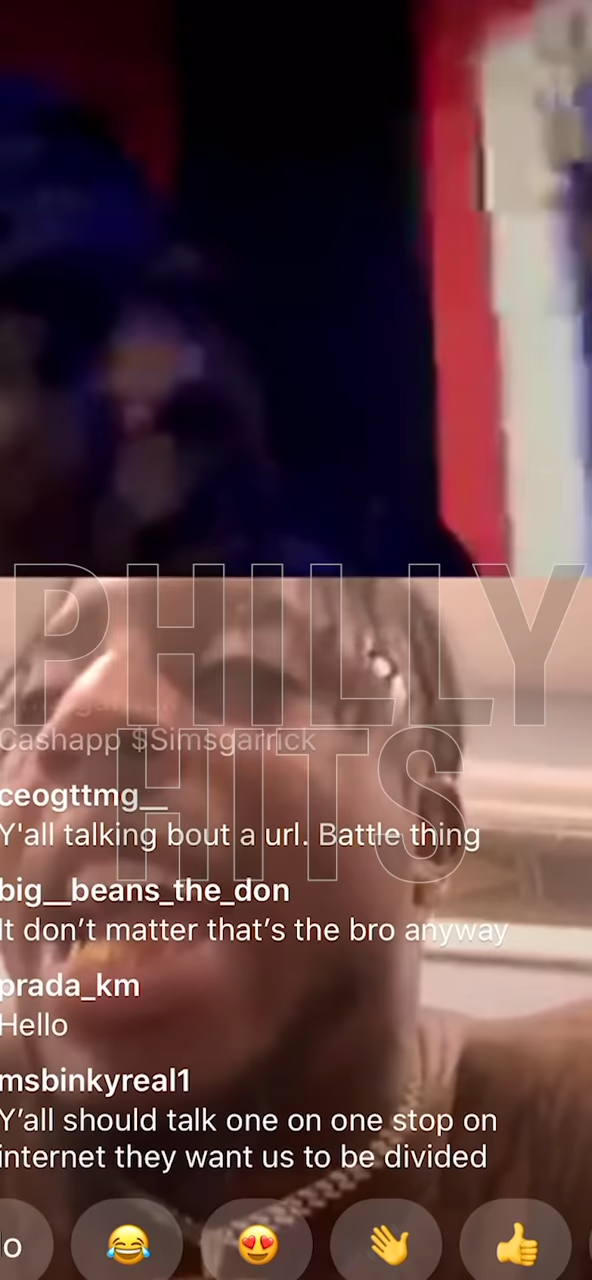 PHILLY
HITS
Cashapp $Simsgarrick
ceogttmg__
Y'all talking bout a url. Battle thing
big__beans_the_don
It don’t matter that’s the bro anyway
prada_km
Hello
msbinkyreal1
Y’all should talk one on one stop on
internet they want us to be divided
lo 😂 😍 👋 👍